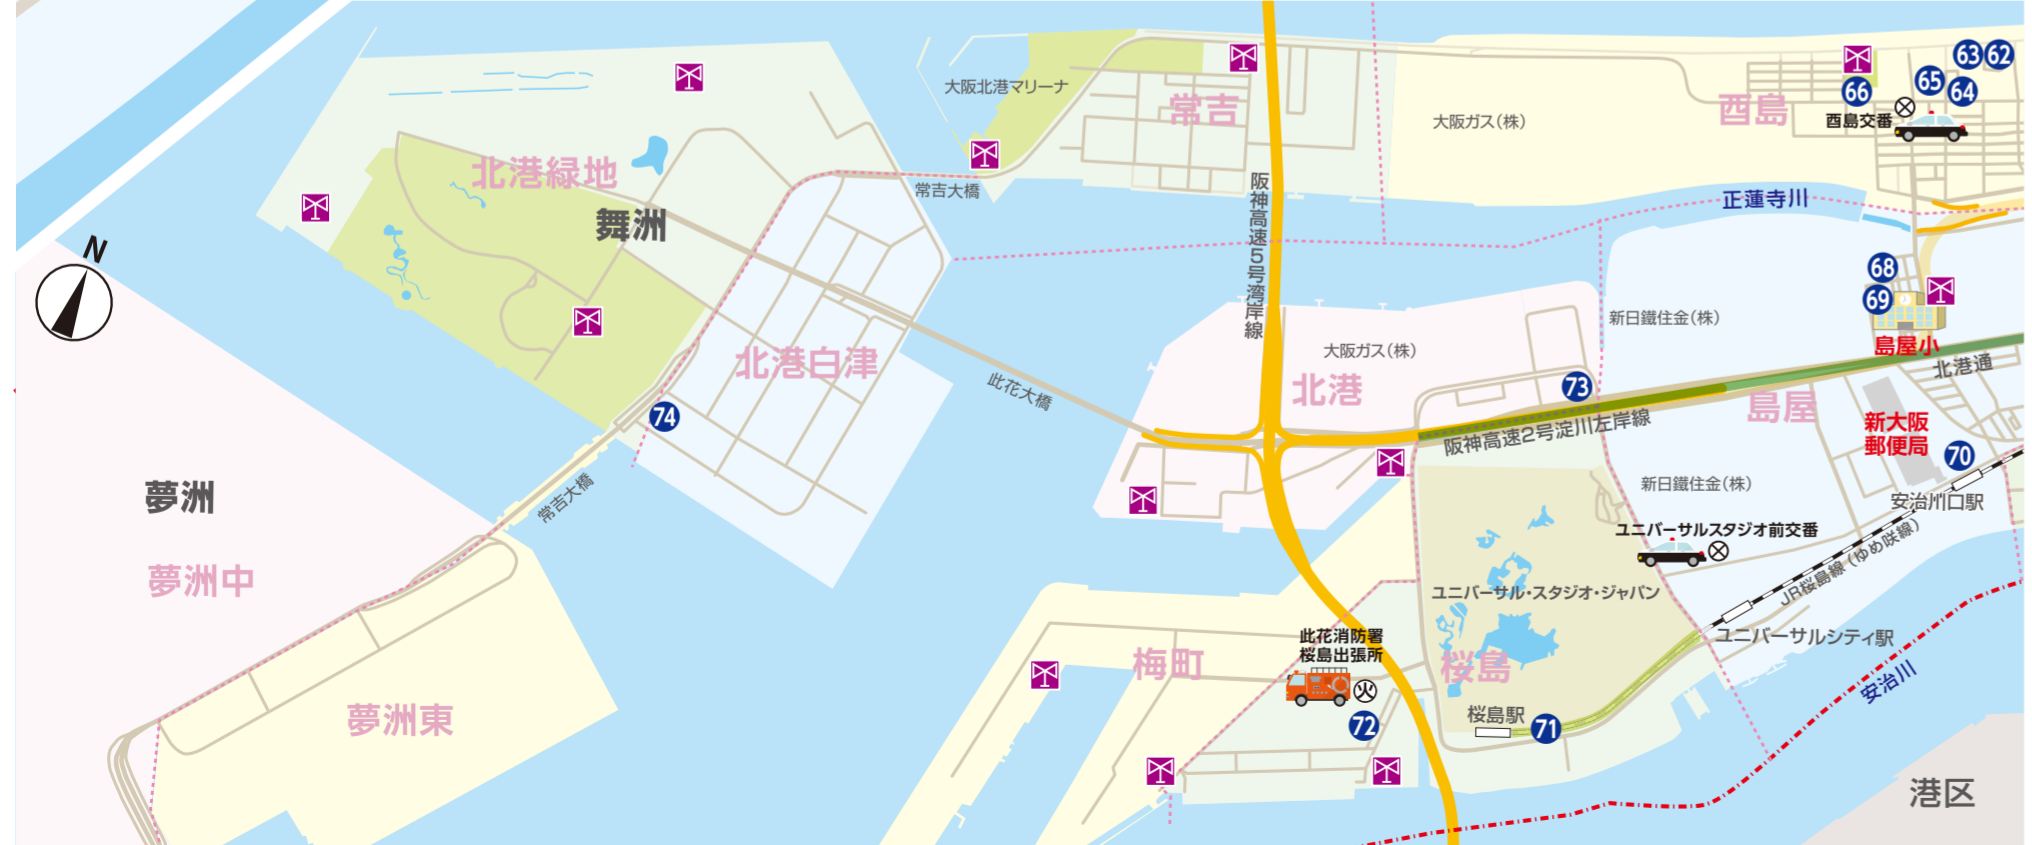 N
大阪北港マリーナ
常吉
大阪ガス(株)
酉島
63
62
65
64
66
酉島交番
北港緑地
舞洲
常吉大橋
阪神高速5号湾岸線
正蓮寺川
68
69
島屋小
北港通
新日鐵住金(株)
大阪ガス(株)
北港
73
島屋
北港白津
此花大橋
74
常吉大橋
阪神高速2号淀川左岸線
新大阪
郵便局
70
安治川口駅
新日鐵住金(株)
ユニバーサルスタジオ前交番
JR桜島線(ゆめ咲線)
夢洲
夢洲中
夢洲東
ユニバーサル・スタジオ・ジャパン
ユニバーサルシティ駅
安治川
此花消防署
桜島出張所
火
72
梅町
桜島
桜島駅
71
港区